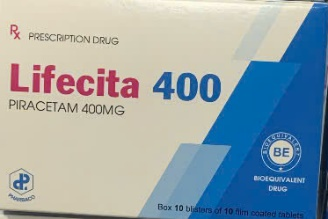 Rx PRESCRIPTION DRUG
Lifecita 400
PIRACETAM 400MG
BIOEQUIVALENT
BE
BIOEQUIVALENT
DRUG
PHARBACO
Box 10 blisters of 10 film coated tablets